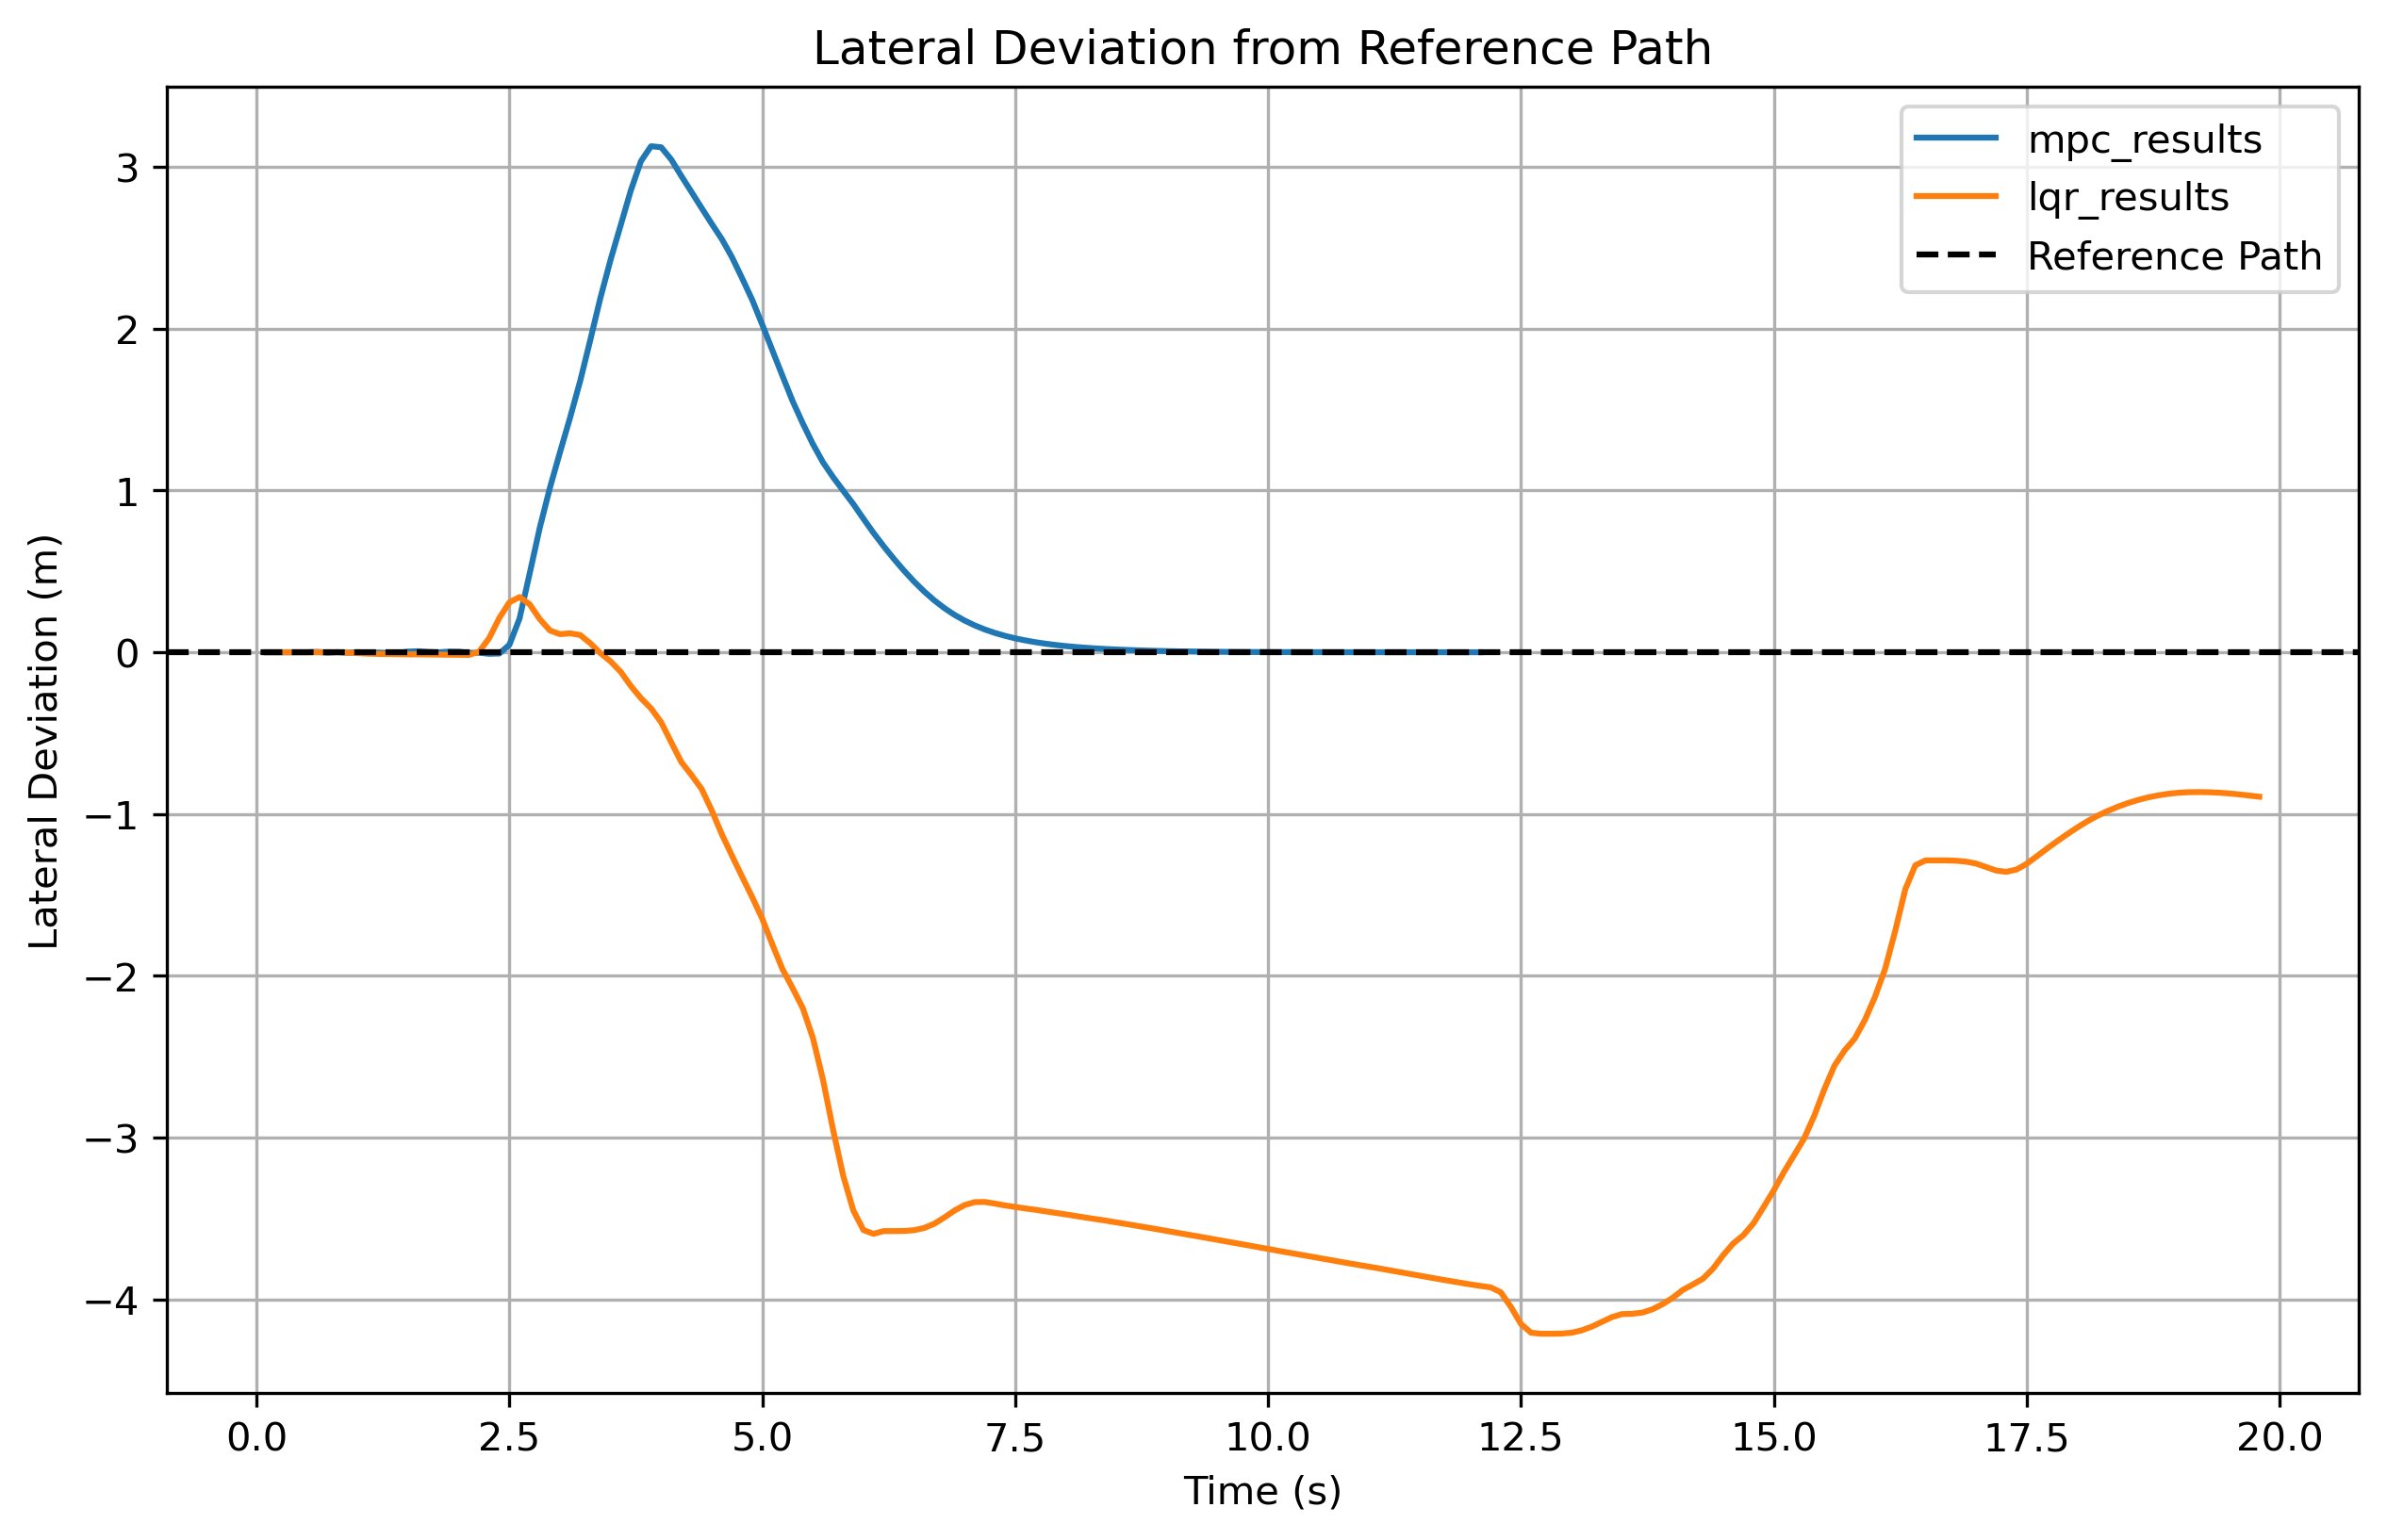 Lateral Deviation from Reference Path
mpc_results
lqr_results
Reference Path
Lateral Deviation (m)
3
2
1
0
−1
−2
−3
−4
0.0 2.5 5.0 7.5 10.0 12.5 15.0 17.5 20.0
Time (s)